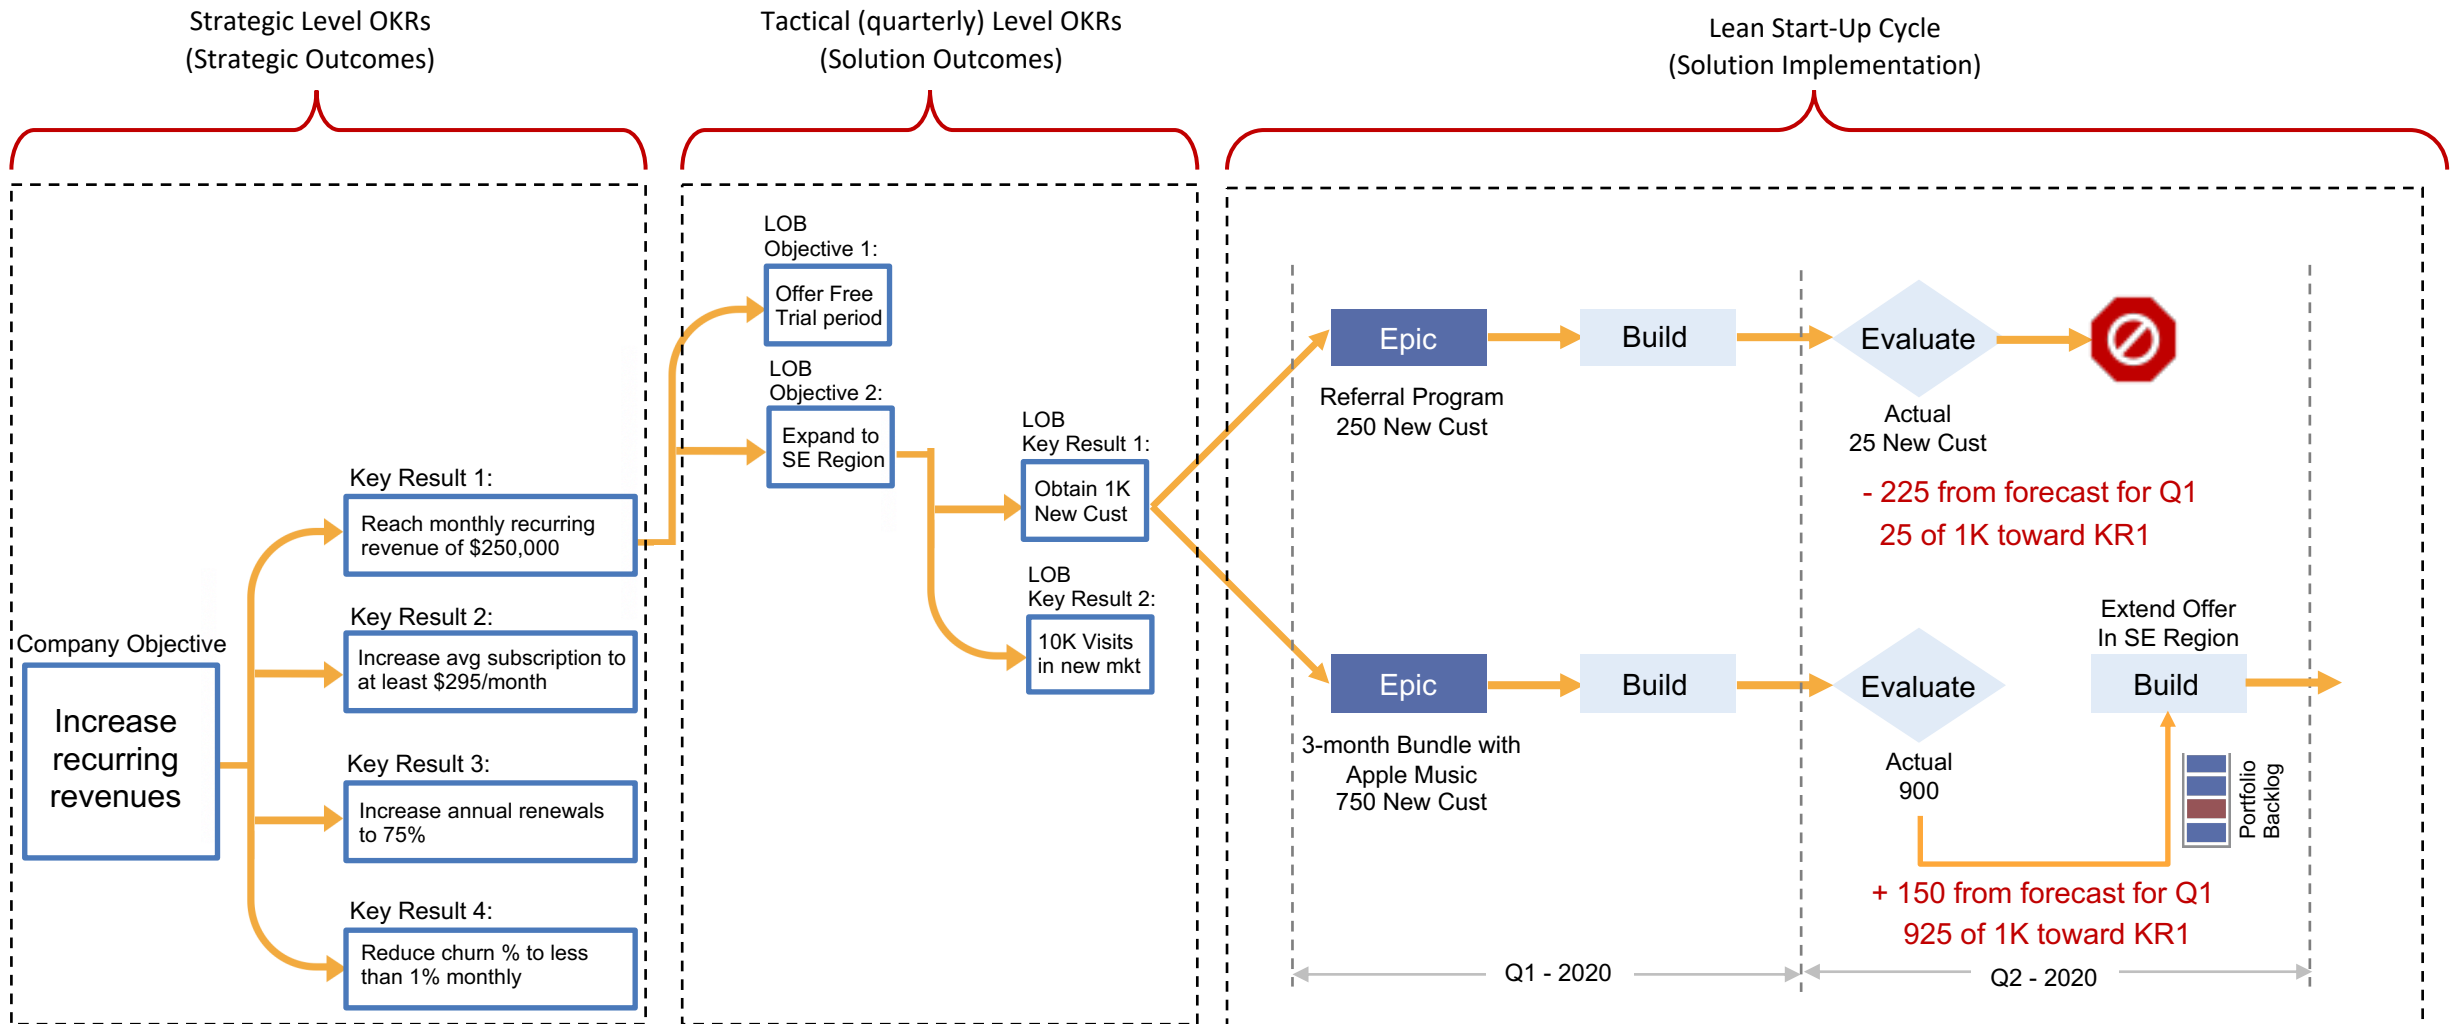 Strategic Level OKRs
(Strategic Outcomes)
Tactical (quarterly) Level OKRs
(Solution Outcomes)
Lean Start-Up Cycle
(Solution Implementation)
Company Objective
Increase
recurring
revenues
Key Result 1:
Reach monthly recurring
revenue of $250,000
Key Result 2:
Increase avg subscription to
at least $295/month
Key Result 3:
Increase annual renewals
to 75%
Key Result 4:
Reduce churn % to less
than 1% monthly
LOB
Objective 1:
Offer Free
Trial period
LOB
Objective 2:
Expand to
SE Region
LOB
Key Result 1:
Obtain 1K
New Cust
LOB
Key Result 2:
10K Visits
in new mkt
Epic
Referral Program
250 New Cust
Build
Evaluate
Actual
25 New Cust
- 225 from forecast for Q1
25 of 1K toward KR1
Epic
3-month Bundle with
Apple Music
750 New Cust
Build
Evaluate
Actual
900
Extend Offer
In SE Region
Build
Portfolio
Backlog
+ 150 from forecast for Q1
925 of 1K toward KR1
Q1 - 2020
Q2 - 2020